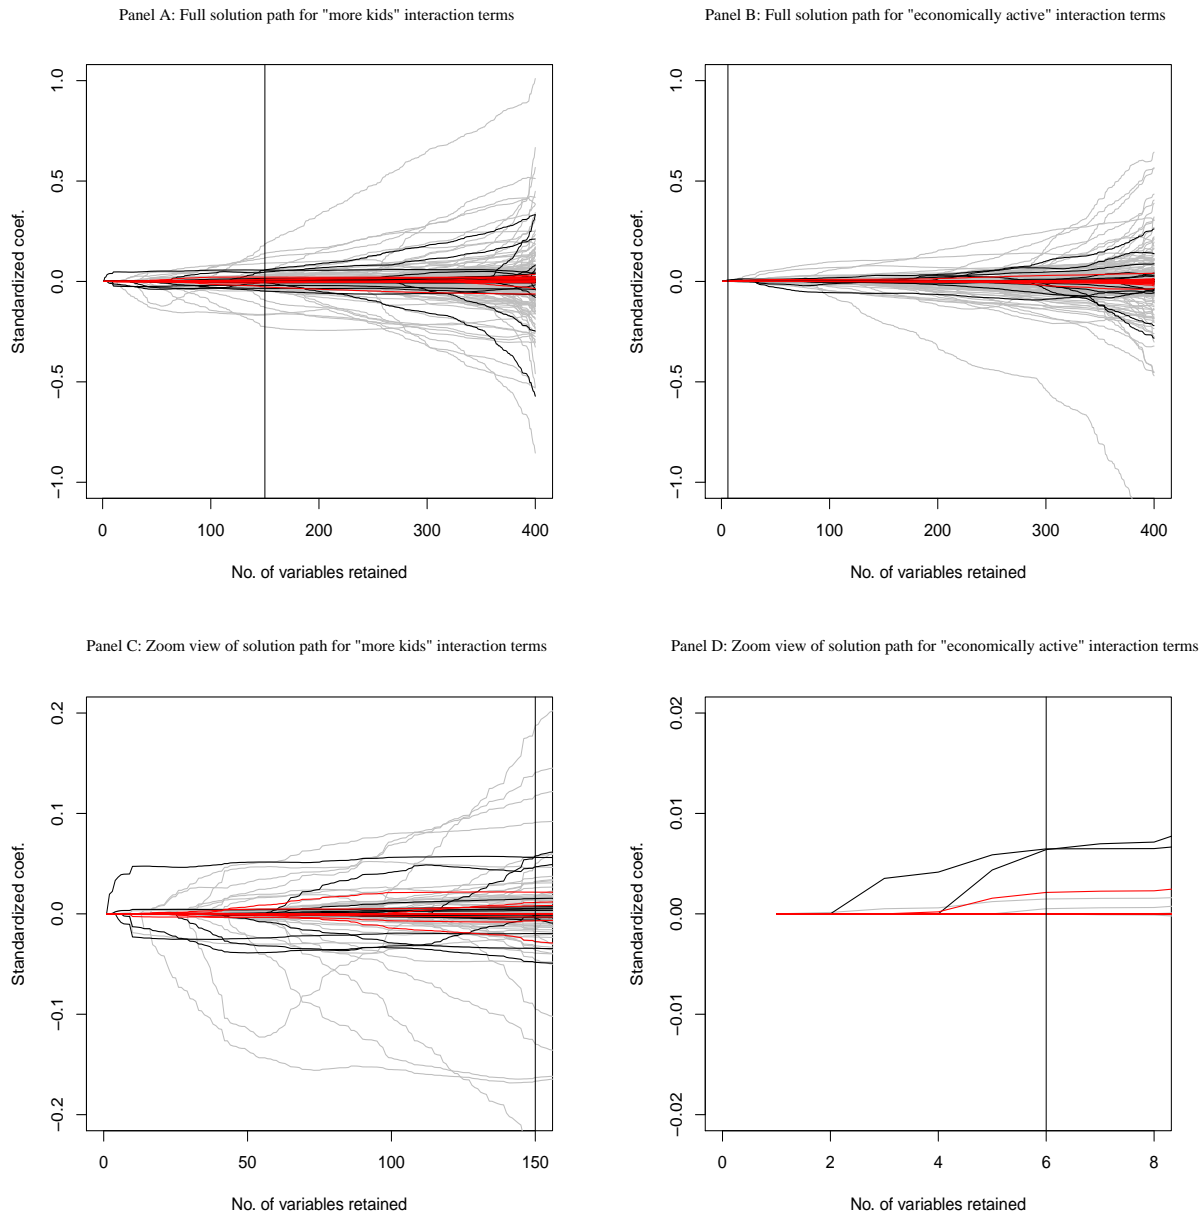 Panel A: Full solution path for "more kids" interaction terms
1.0
0.5
0.0
−0.5
−1.0
Standardized coef.
0 100 200 300 400
No. of variables retained
Panel B: Full solution path for "economically active" interaction terms
1.0
0.5
0.0
−0.5
−1.0
Standardized coef.
0 100 200 300 400
No. of variables retained
Panel C: Zoom view of solution path for "more kids" interaction terms
0.2
0.1
0.0
−0.1
−0.2
Standardized coef.
0 50 100 150
No. of variables retained
Panel D: Zoom view of solution path for "economically active" interaction terms
0.02
0.01
0.00
−0.01
−0.02
Standardized coef.
0 2 4 6 8
No. of variables retained